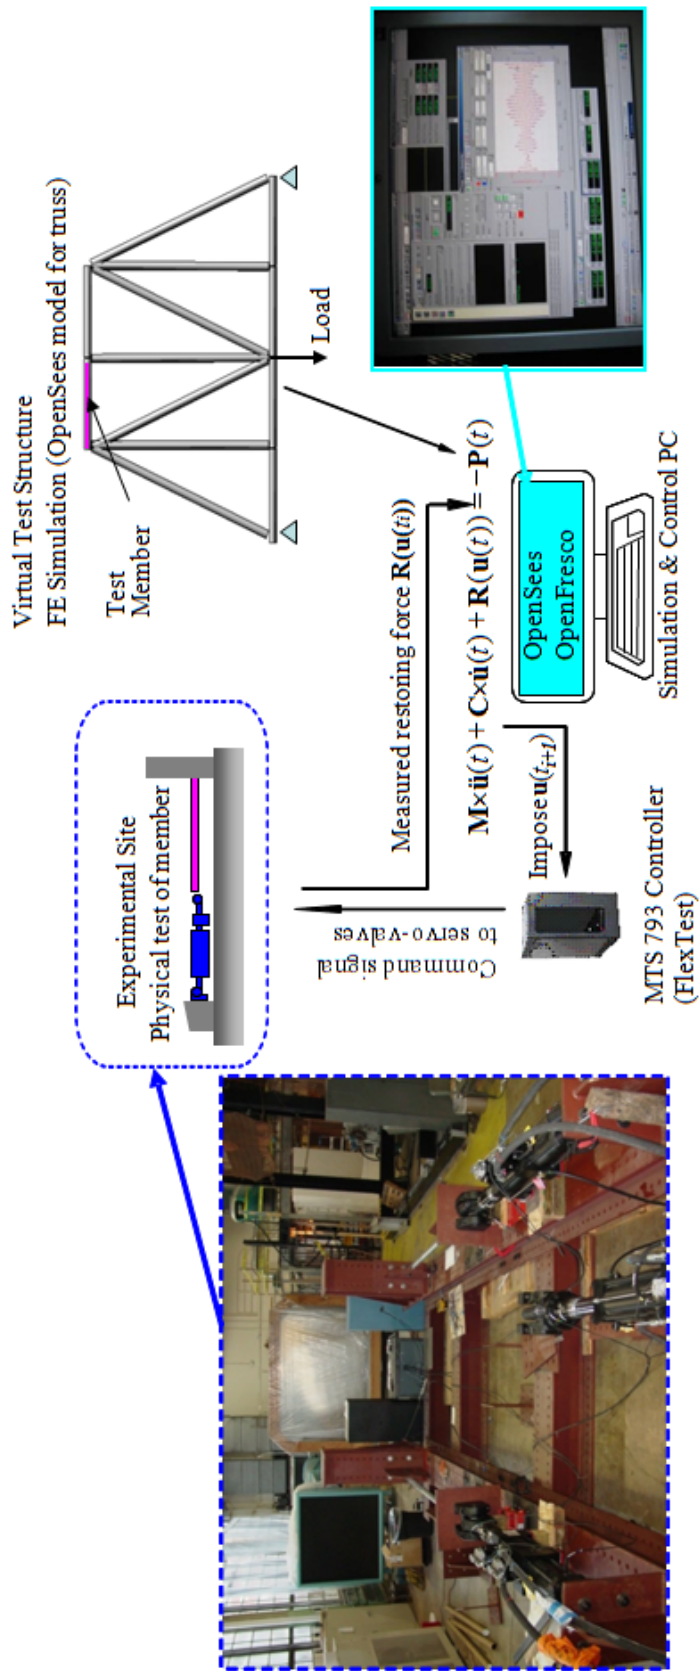 Virtual Test Structure
FE Simulation (OpenSees model for truss)
Test
Member
Load
Experimental Site
Physical test of member
Measured restoring force R(u(ti))
M×ü(t) + C×u̇(t) + R(u(t)) = −P(t)
Impose u(t_{i+1})
Command signal
to servo-valves
OpenSees
OpenFresco
MTS 793 Controller
(FlexTest)
Simulation & Control PC